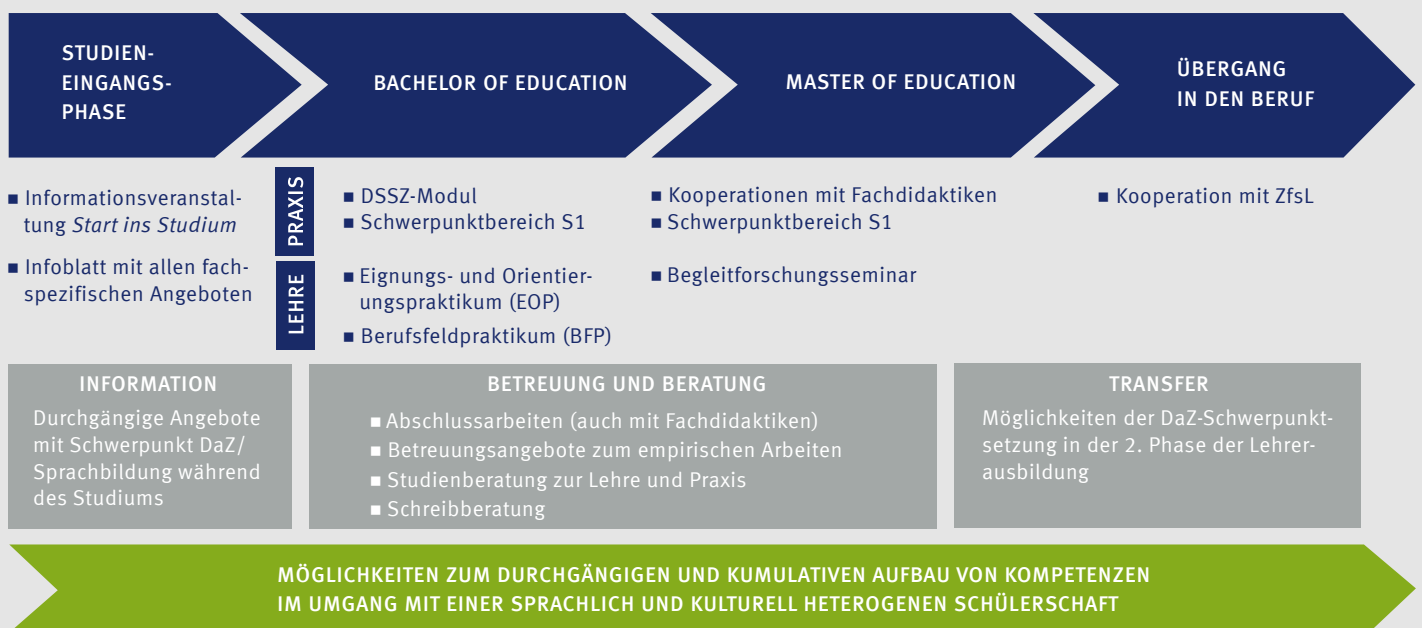 STUDIEN-
EINGANGS-
PHASE
BACHELOR OF EDUCATION
MASTER OF EDUCATION
ÜBERGANG
IN DEN BERUF
■ Informationsveranstal-
tung Start ins Studium
■ Infoblatt mit allen fach-
spezifischen Angeboten
PRAXIS
■ DSSZ-Modul
■ Schwerpunktbereich S1
■ Kooperationen mit Fachdidaktiken
■ Schwerpunktbereich S1
■ Kooperation mit ZfsL
LEHRE
■ Eignungs- und Orientier-
ungspraktikum (EOP)
■ Berufsfeldpraktikum (BFP)
■ Begleitforschungsseminar
INFORMATION
Durchgängige Angebote
mit Schwerpunkt DaZ/
Sprachbildung während
des Studiums
BETREUUNG UND BERATUNG
■ Abschlussarbeiten (auch mit Fachdidaktiken)
■ Betreuungsangebote zum empirischen Arbeiten
■ Studienberatung zur Lehre und Praxis
■ Schreibberatung
TRANSFER
Möglichkeiten der DaZ-Schwerpunkt-
setzung in der 2. Phase der Lehrer-
ausbildung
MÖGLICHKEITEN ZUM DURCHGÄNGIGEN UND KUMULATIVEN AUFBAU VON KOMPETENZEN
IM UMGANG MIT EINER SPRACHLICH UND KULTURELL HETEROGENEN SCHÜLERSCHAFT